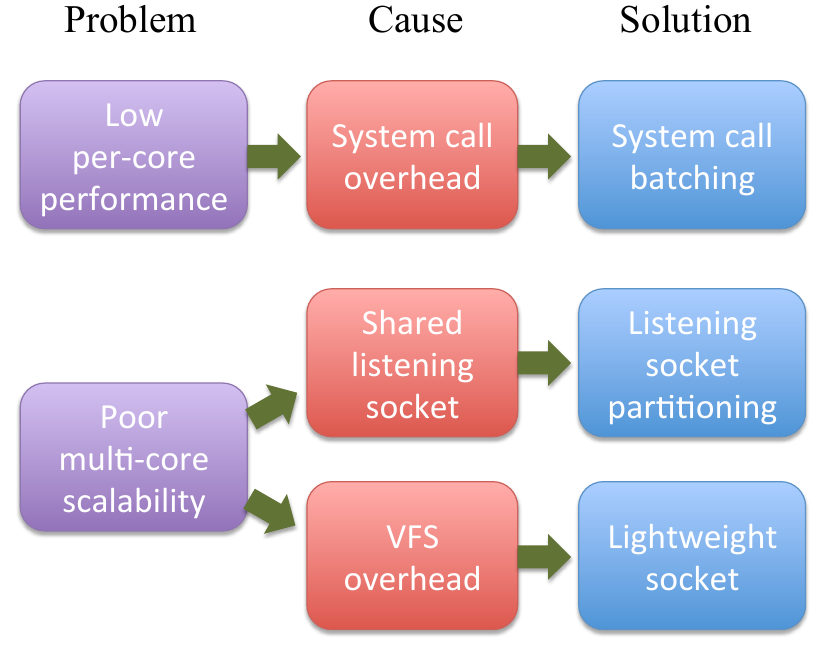 Problem
Cause
Solution
Low
per-core
performance
System call
overhead
System call
batching
Poor
multi-core
scalability
Shared
listening
socket
Listening
socket
partitioning
VFS
overhead
Lightweight
socket